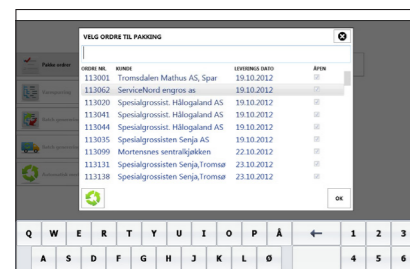 VELG ORDRE TIL PAKKING
ORDRE NR. KUNDE LEVERINGS DATO ÅPEN
113001 Tromsdalen Mathus AS, Spar 19.10.2012
113062 ServiceNord engros as 19.10.2012
113020 Spesialgrossist. Hålogaland AS 19.10.2012
113041 Spesialgrossist. Hålogaland AS 19.10.2012
113044 Spesialgrossist. Hålogaland AS 19.10.2012
113035 Spesialgrossisten Senja AS 19.10.2012
113099 Mortensnes sentralkjøkken 22.10.2012
113131 Spesialgrossisten Senja,Tromsø 23.10.2012
113138 Spesialgrossisten Senja,Tromsø 23.10.2012
Pakke ordrer
OK
Q W E R T Y U I O P Å ← 1 2 3
A S D F G H J K L Ø 4 5 6